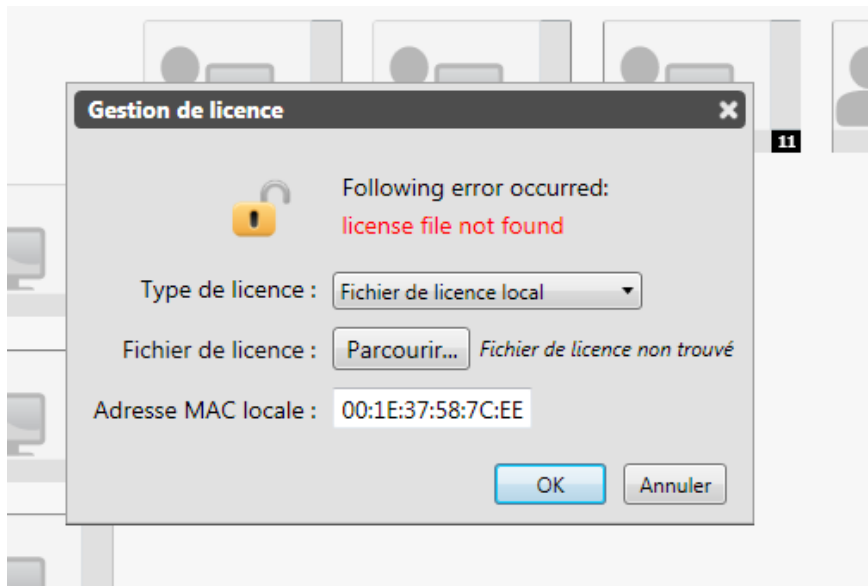 Gestion de licence
11
Following error occurred:
license file not found
Type de licence : Fichier de licence local
Fichier de licence : Parcourir... Fichier de licence non trouvé
Adresse MAC locale : 00:1E:37:58:7C:EE
OK Annuler